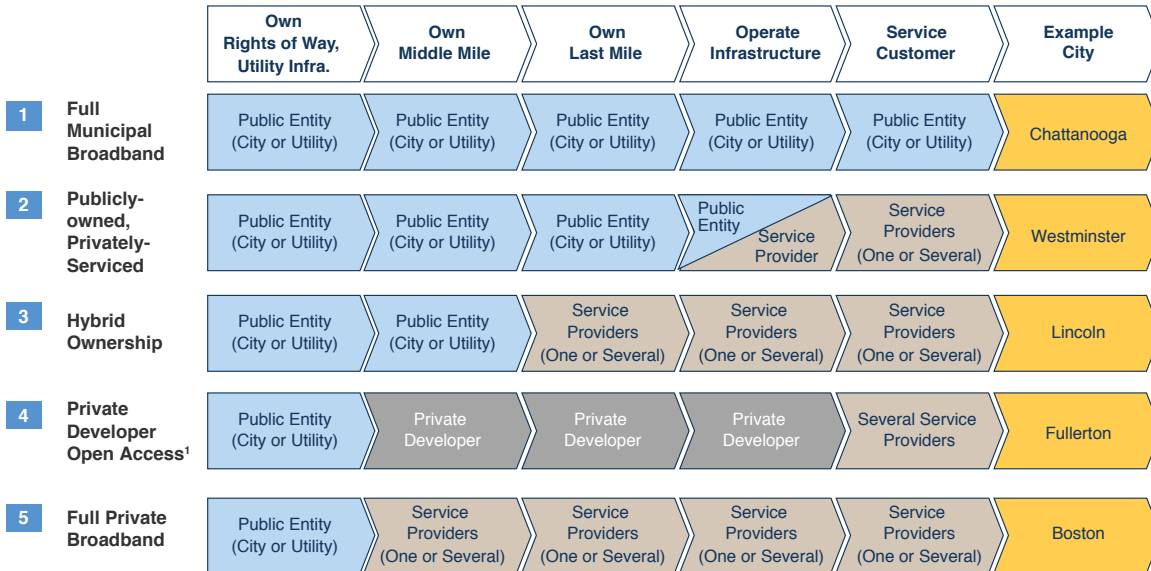 Own
Rights of Way,
Utility Infra.
Own
Middle Mile
Own
Last Mile
Operate
Infrastructure
Service
Customer
Example
City
1
Full
Municipal
Broadband
Public Entity
(City or Utility)
Public Entity
(City or Utility)
Public Entity
(City or Utility)
Public Entity
(City or Utility)
Public Entity
(City or Utility)
Chattanooga
2
Publicly-
owned,
Privately-
Serviced
Public Entity
(City or Utility)
Public Entity
(City or Utility)
Public Entity
(City or Utility)
Public
Entity
Service
Provider
Service
Providers
(One or Several)
Westminster
3
Hybrid
Ownership
Public Entity
(City or Utility)
Public Entity
(City or Utility)
Service
Providers
(One or Several)
Service
Providers
(One or Several)
Service
Providers
(One or Several)
Lincoln
4
Private
Developer
Open Access¹
Public Entity
(City or Utility)
Private
Developer
Private
Developer
Private
Developer
Several Service
Providers
Fullerton
5
Full Private
Broadband
Public Entity
(City or Utility)
Service
Providers
(One or Several)
Service
Providers
(One or Several)
Service
Providers
(One or Several)
Service
Providers
(One or Several)
Boston